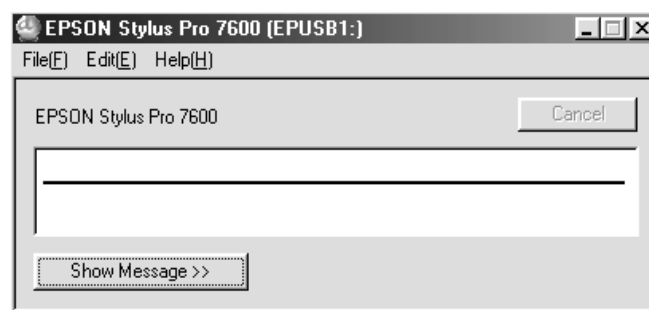 EPSON Stylus Pro 7600 (EPUSB1:)
File(F) Edit(E) Help(H)
EPSON Stylus Pro 7600 Cancel
Show Message >>